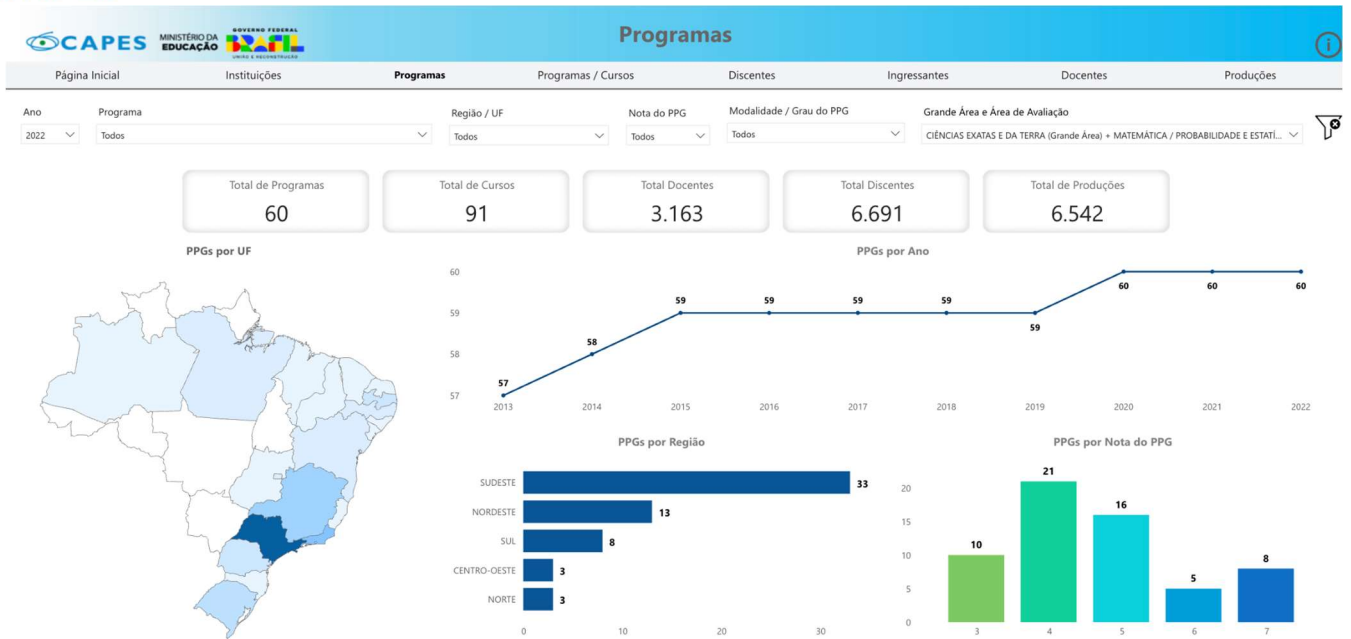 Programas
CAPES
MINISTÉRIO DA
EDUCAÇÃO
GOVERNO FEDERAL
BRASIL
UNIÃO E RECONSTRUÇÃO
i
Página Inicial Instituições Programas Programas / Cursos Discentes Ingressantes Docentes Produções
Ano Programa Região / UF Nota do PPG Modalidade / Grau do PPG Grande Área e Área de Avaliação
2022 Todos Todos Todos Todos CIÊNCIAS EXATAS E DA TERRA (Grande Área) + MATEMÁTICA / PROBABILIDADE E ESTATÍ...
Total de Programas Total de Cursos Total Docentes Total Discentes Total de Produções
60 91 3.163 6.691 6.542
PPGs por UF
PPGs por Ano
60
59
58
57
57 58 59 59 59 59 59 60 60 60
2013 2014 2015 2016 2017 2018 2019 2020 2021 2022
PPGs por Região
SUDESTE 33
NORDESTE 13
SUL 8
CENTRO-OESTE 3
NORTE 3
0 10 20 30
PPGs por Nota do PPG
20
15
10
5
0
10 21 16 5 8
3 4 5 6 7